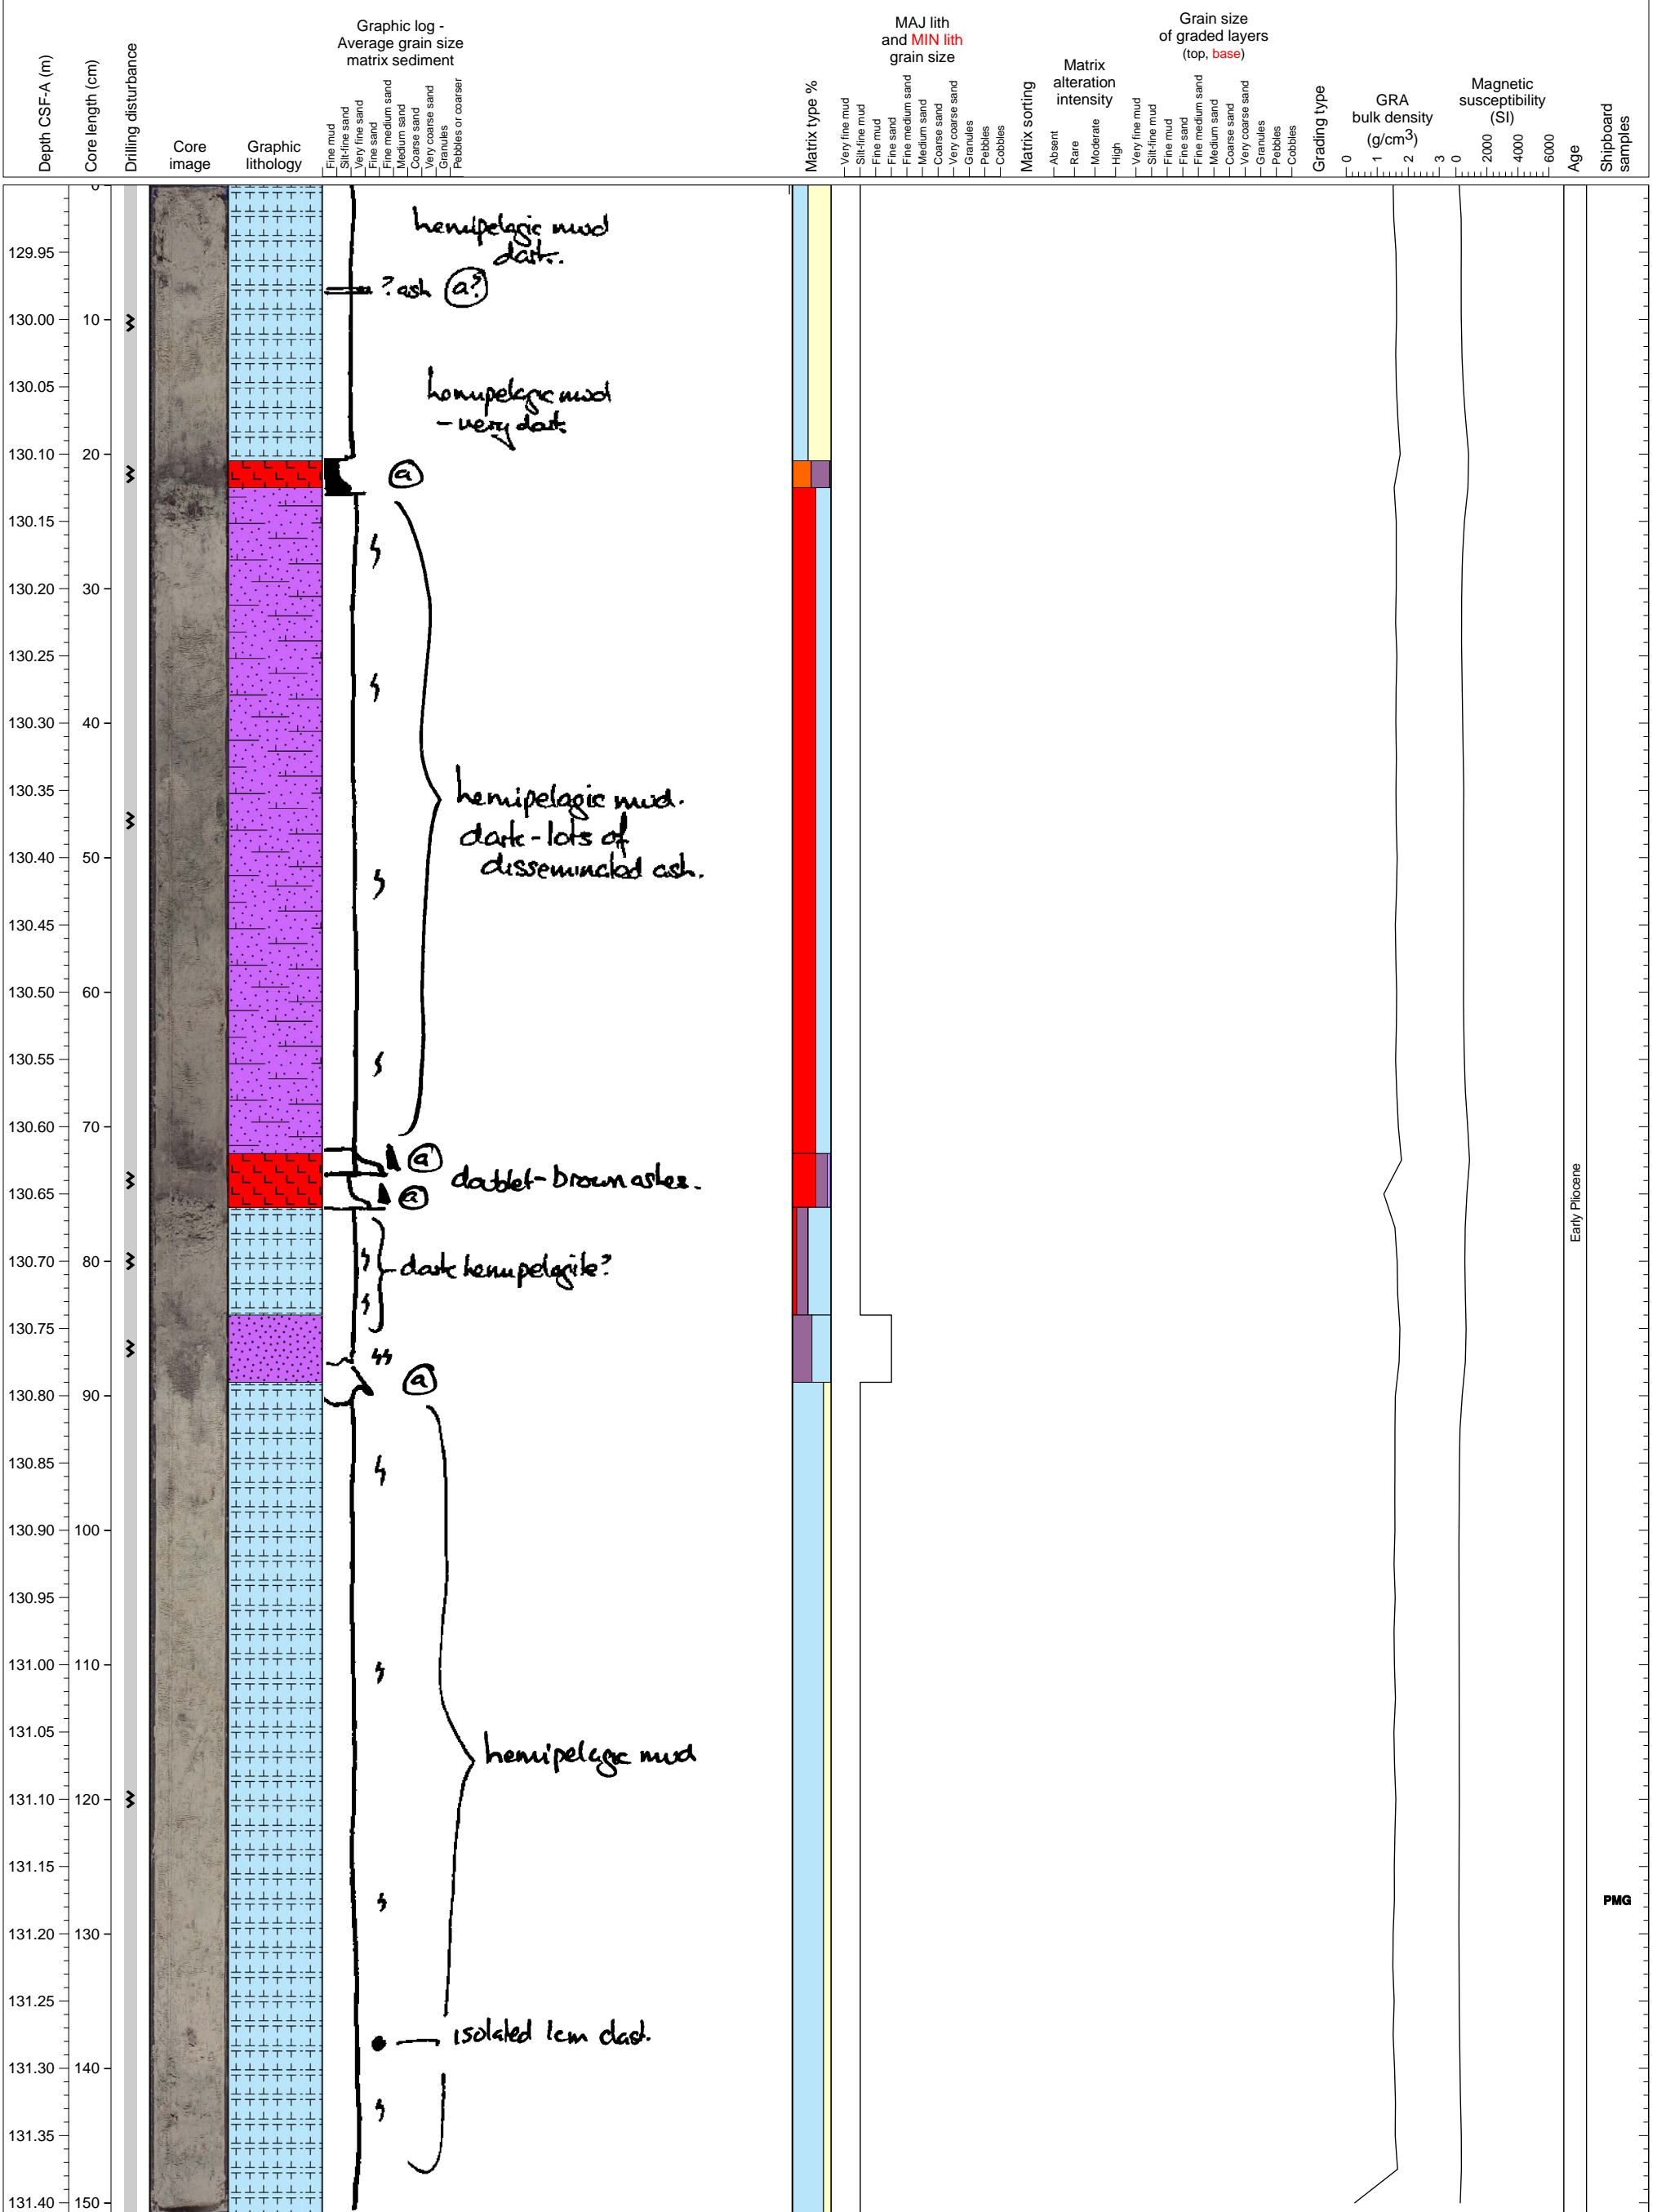 Depth CSF-A (m)
Core length (cm)
Drilling disturbance
Core
image
Graphic
lithology
Graphic log -
Average grain size
matrix sediment
Fine mud
Silt-fine sand
Very fine sand
Fine sand
Fine medium sand
Medium sand
Coarse sand
Very coarse sand
Granules
Pebbles or coarser
Matrix type %
MAJ lith
and MIN lith
grain size
Very fine mud
Silt-fine mud
Fine mud
Fine sand
Fine medium sand
Medium sand
Coarse sand
Very coarse sand
Granules
Pebbles
Cobbles
Matrix sorting
Matrix
alteration
intensity
Absent
Rare
Moderate
High
Grain size
of graded layers
(top, base)
Very fine mud
Silt-fine mud
Fine mud
Fine sand
Fine medium sand
Medium sand
Coarse sand
Very coarse sand
Granules
Pebbles
Cobbles
Grading type
GRA
bulk density
(g/cm3)
0 1 2 3
Magnetic
susceptibility
(SI)
0 2000 4000 6000
Age
Shipboard
samples
0
hemipelagic mud
dark.
129.95
? ash a?
130.00 10
130.05
hemipelagic mud
- very dark
130.10 20
a
130.15
130.20 30
130.25
130.30 40
130.35
hemipelagic mud.
dark - lots of
disseminated ash.
130.40 50
130.45
130.50 60
130.55
130.60 70
a
doublet - brown ashes.
a
130.65
Early Pliocene
130.70 80
dark hemipelagite?
130.75
a
130.80 90
130.85
130.90 100
130.95
131.00 110
131.05
hemipelagic mud
131.10 120
131.15
PMG
131.20 130
131.25
isolated 1cm clast.
131.30 140
131.35
131.40 150